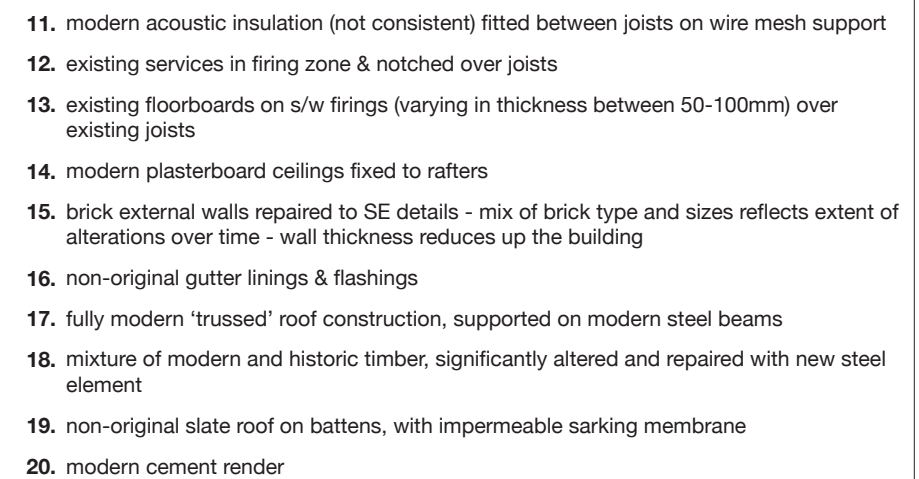 11. modern acoustic insulation (not consistent) fitted between joists on wire mesh support
12. existing services in firing zone & notched over joists
13. existing floorboards on s/w firings (varying in thickness between 50-100mm) over
existing joists
14. modern plasterboard ceilings fixed to rafters
15. brick external walls repaired to SE details - mix of brick type and sizes reflects extent of
alterations over time - wall thickness reduces up the building
16. non-original gutter linings & flashings
17. fully modern ‘trussed’ roof construction, supported on modern steel beams
18. mixture of modern and historic timber, significantly altered and repaired with new steel
element
19. non-original slate roof on battens, with impermeable sarking membrane
20. modern cement render